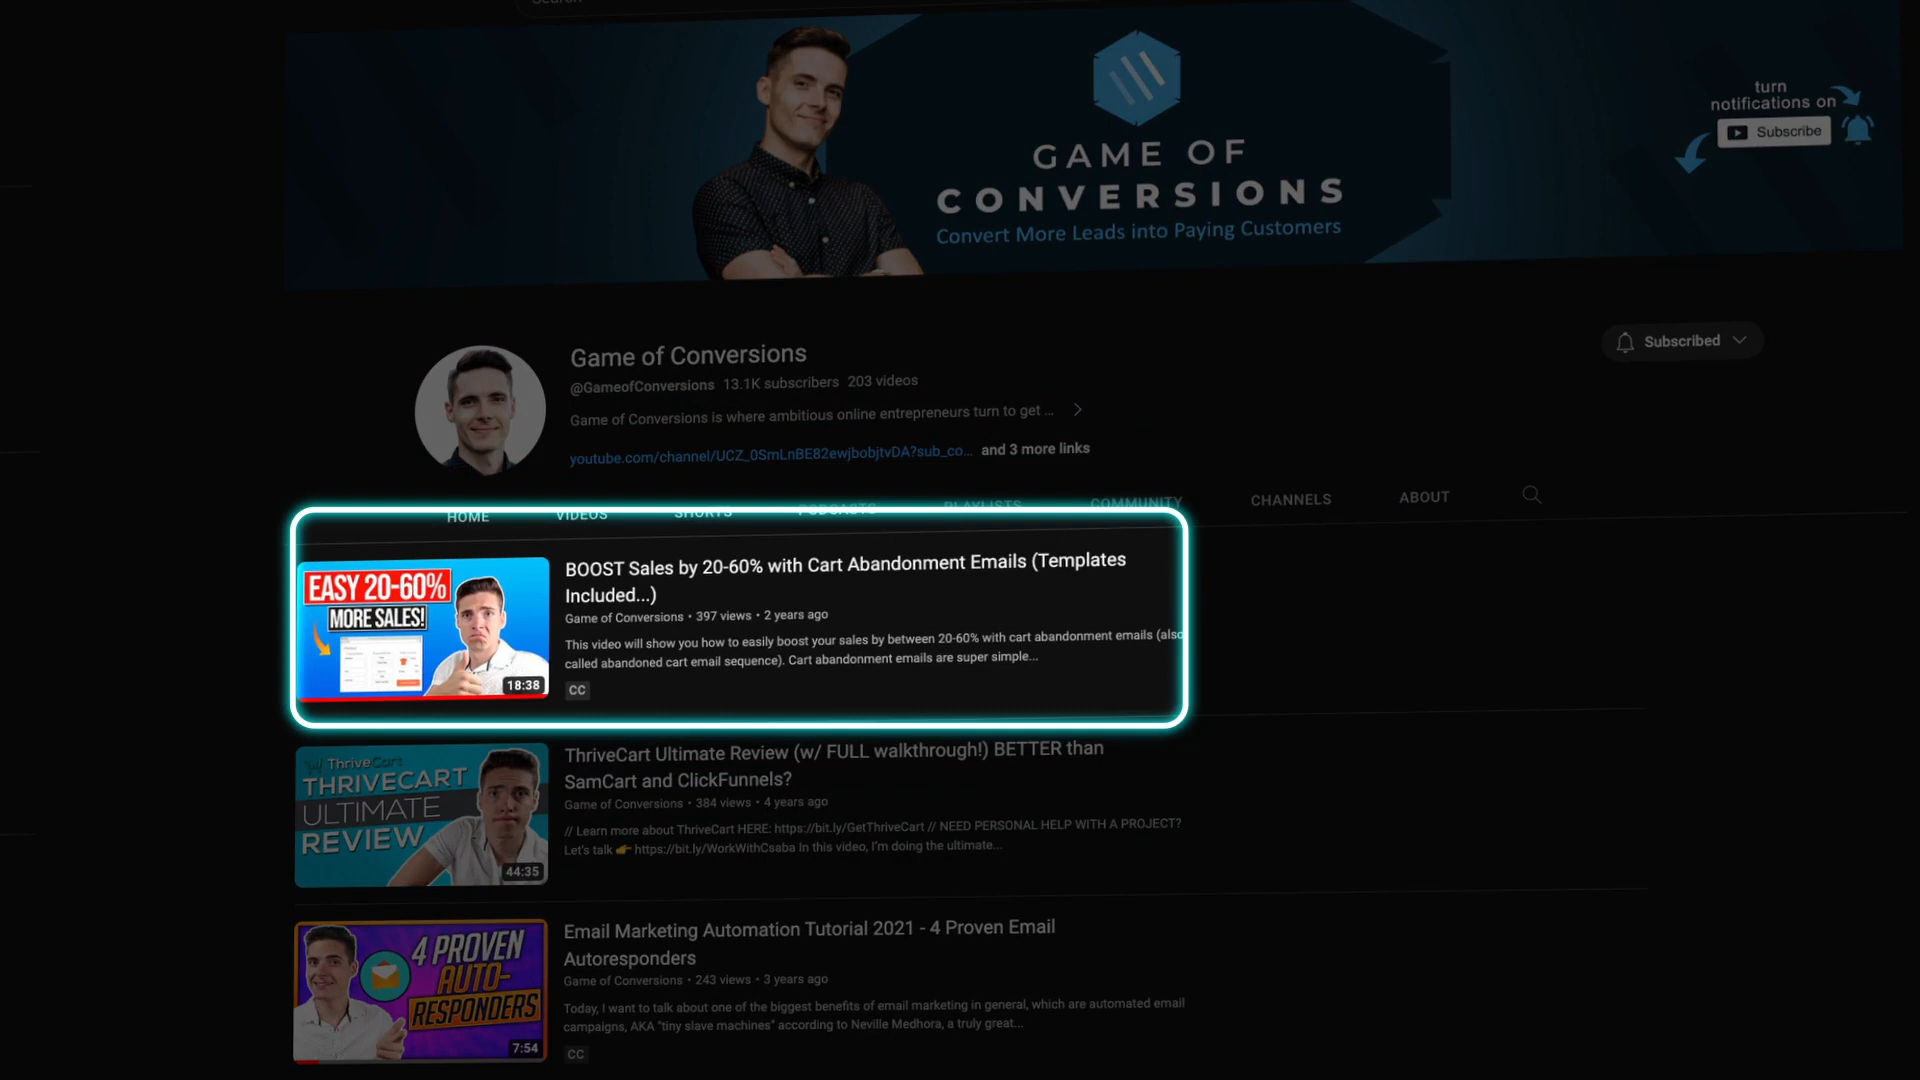 Search
turn
notifications on
Subscribe
GAME OF
CONVERSIONS
Convert More Leads into Paying Customers
Game of Conversions
@GameofConversions 13.1K subscribers 203 videos
Game of Conversions is where ambitious online entrepreneurs turn to get ...
youtube.com/channel/UCZ_0SmLnBE82ewjbobjtvDA?sub_co... and 3 more links
Subscribed
HOME VIDEOS SHORTS PODCASTS PLAYLISTS COMMUNITY CHANNELS ABOUT
EASY 20-60%
MORE SALES!
18:38
BOOST Sales by 20-60% with Cart Abandonment Emails (Templates
Included...)
Game of Conversions • 397 views • 2 years ago
This video will show you how to easily boost your sales by between 20-60% with cart abandonment emails (also
called abandoned cart email sequence). Cart abandonment emails are super simple...
CC
ThriveCart
THRIVECART
ULTIMATE
REVIEW
44:35
ThriveCart Ultimate Review (w/ FULL walkthrough!) BETTER than
SamCart and ClickFunnels?
Game of Conversions • 384 views • 4 years ago
// Learn more about ThriveCart HERE: https://bit.ly/GetThriveCart // NEED PERSONAL HELP WITH A PROJECT?
Let's talk 👉 https://bit.ly/WorkWithCsaba In this video, I'm doing the ultimate...
4 PROVEN
AUTO-
RESPONDERS
7:54
Email Marketing Automation Tutorial 2021 - 4 Proven Email
Autoresponders
Game of Conversions • 243 views • 3 years ago
Today, I want to talk about one of the biggest benefits of email marketing in general, which are automated email
campaigns, AKA "tiny slave machines" according to Neville Medhora, a truly great...
CC